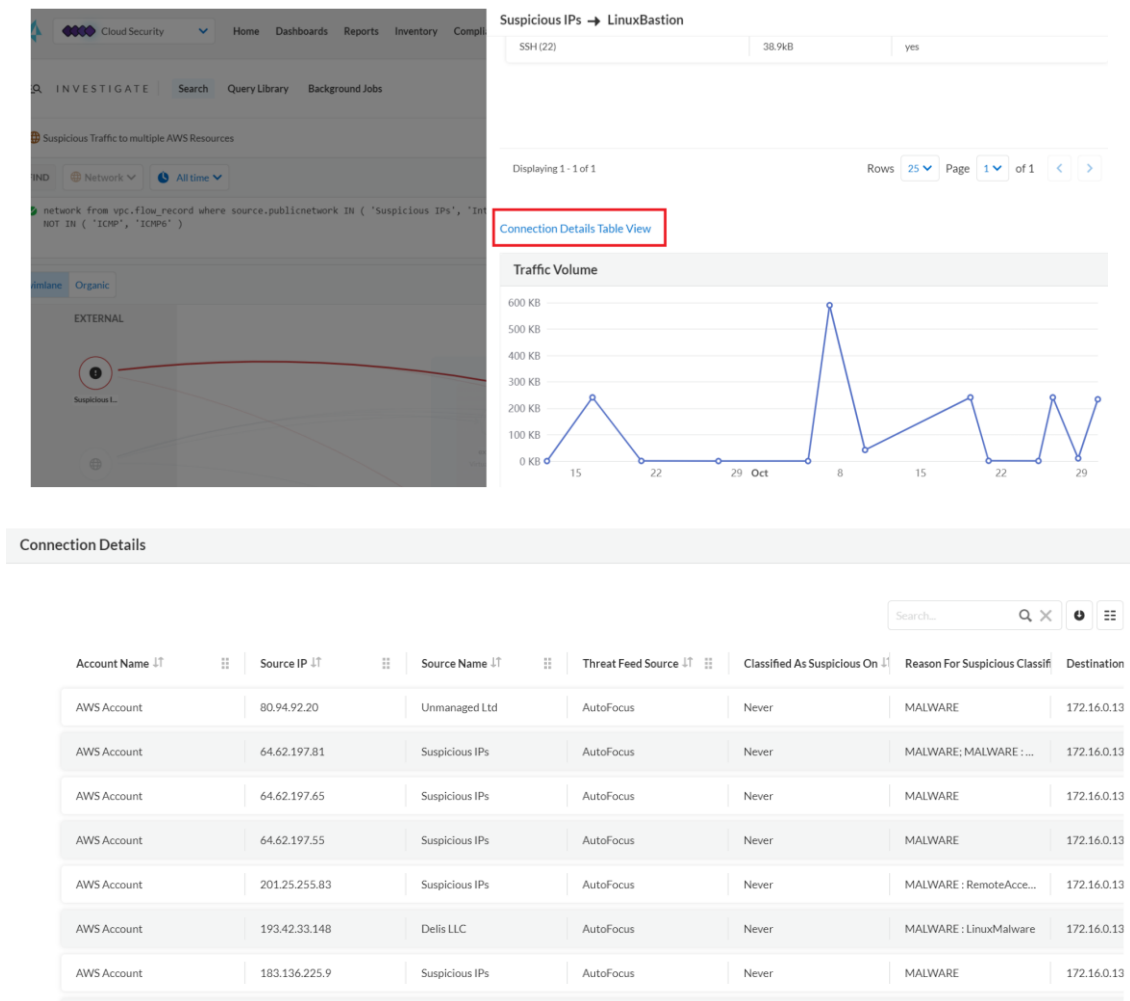 Suspicious IPs → LinuxBastion
Cloud Security Home Dashboards Reports Inventory
SSH (22) 38.9kB yes
INVESTIGATE Search Query Library Background Jobs
Suspicious Traffic to multiple AWS Resources
Displaying 1 - 1 of 1 Rows 25 Page 1 of 1 < >
Network All time
network from vpc.flow_record where source.publicnetwork IN ( 'Suspicious IPs',
NOT IN ( 'ICMP', 'ICMP6' )
Connection Details Table View
Traffic Volume
Organic
600 KB
500 KB
400 KB
300 KB
200 KB
100 KB
0 KB
15 22 29 Oct 8 15 22 29
EXTERNAL
Suspicious I...
Connection Details
Search...
Account Name Source IP Source Name Threat Feed Source Classified As Suspicious On Reason For Suspicious Classifi Destination
AWS Account 80.94.92.20 Unmanaged Ltd AutoFocus Never MALWARE 172.16.0.13
AWS Account 64.62.197.81 Suspicious IPs AutoFocus Never MALWARE; MALWARE : ... 172.16.0.13
AWS Account 64.62.197.65 Suspicious IPs AutoFocus Never MALWARE 172.16.0.13
AWS Account 64.62.197.55 Suspicious IPs AutoFocus Never MALWARE 172.16.0.13
AWS Account 201.25.255.83 Suspicious IPs AutoFocus Never MALWARE : RemoteAcce... 172.16.0.13
AWS Account 193.42.33.148 Delis LLC AutoFocus Never MALWARE : LinuxMalware 172.16.0.13
AWS Account 183.136.225.9 Suspicious IPs AutoFocus Never MALWARE 172.16.0.13